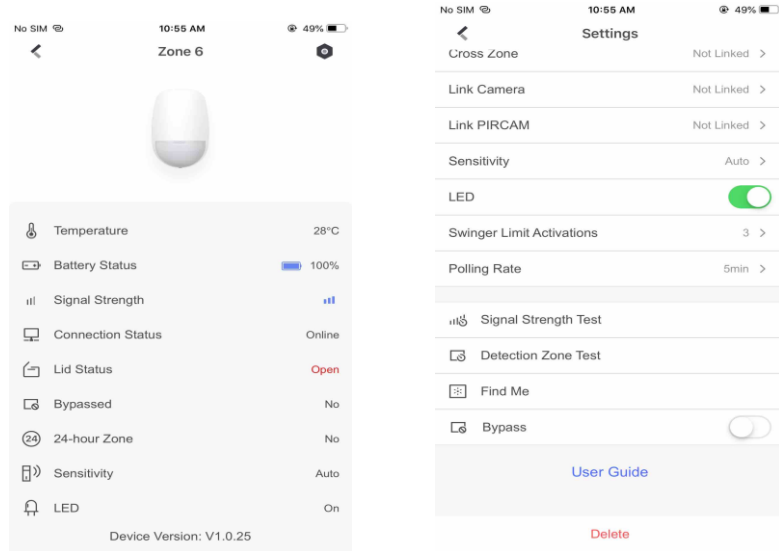 No SIM 10:55 AM 49%
Zone 6
Temperature 28°C
Battery Status 100%
Signal Strength
Connection Status Online
Lid Status Open
Bypassed No
24 24-hour Zone No
Sensitivity Auto
LED On
Device Version: V1.0.25
No SIM 10:55 AM 49%
Settings
Cross Zone Not Linked
Link Camera Not Linked
Link PIRCAM Not Linked
Sensitivity Auto
LED
Swinger Limit Activations 3
Polling Rate 5min
Signal Strength Test
Detection Zone Test
Find Me
Bypass
User Guide
Delete